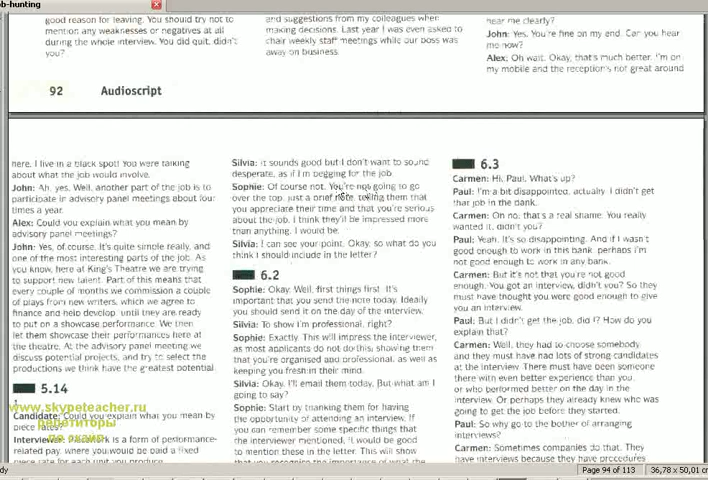 b-hunting
good reason for leaving. You should try not to
mention any weaknesses or negatives at all
during the whole interview. You did quit, didn't
you?
and suggestions from my colleagues when
making decisions. Last year I was even asked to
chair weekly staff meetings while our boss was
away on business.
hear me clearly?
John: Yes. You're fine on my end. Can you hear
me now?
Alex: Oh wait. Okay, that's much better. I'm on
my mobile and the reception's not great around
92 Audioscript
here. I live in a black spot! You were talking
about what the job would involve.
John: Ah, yes. Well, another part of the job is to
participate in advisory panel meetings about four
times a year.
Alex: Could you explain what you mean by
advisory panel meetings?
John: Yes, of course. It's quite simple really, and
one of the most interesting parts of the job. As
you know, here at King's Theatre we are trying
to support new talent. Part of this means that
every couple of months we commission a couple
of plays from new writers, which we agree to
finance and help develop, until they are ready
to put on a showcase performance. We then
let them showcase their performances here at
the theatre. At the advisory panel meeting we
discuss potential projects, and try to select the
productions we think have the greatest potential.
5.14
1
Candidate: Could you explain what you mean by
piece rates?
Interviewer: Piecework is a form of performance-
related pay, where you would be paid a fixed
piece rate for each unit you produce
www.skypeteacher.ru
репетиторы
по скайп
Silvia: It sounds good but I don't want to sound
desperate, as if I'm begging for the job.
Sophie: Of course not. You're not going to go
over the top, just a brief note, telling them that
you appreciate their time and that you're serious
about the job. I think they'll be impressed more
than anything. I would be.
Silvia: I can see your point. Okay, so what do you
think I should include in the letter?
6.2
Sophie: Okay. Well, first things first. It's
important that you send the note today. Ideally
you should send it on the day of the interview.
Silvia: To show I'm professional, right?
Sophie: Exactly. This will impress the interviewer,
as most applicants do not do this, showing them
that you're organised and professional, as well as
keeping you fresh in their mind.
Silvia: Okay. I'll email them today. But what am I
going to say?
Sophie: Start by thanking them for having
the opportunity of attending an interview. If
you can remember some specific things that
the interviewer mentioned, it would be good
to mention these in the letter. This will show
that you recognise the importance of what the
6.3
Carmen: Hi, Paul. What's up?
Paul: I'm a bit disappointed, actually. I didn't get
that job in the bank.
Carmen: Oh no, that's a real shame. You really
wanted it, didn't you?
Paul: Yeah. It's so disappointing. And if I wasn't
good enough to work in this bank, perhaps I'm
not good enough to work in any bank.
Carmen: But it's not that you're not good
enough. You got an interview, didn't you? So they
must have thought you were good enough to give
you an interview.
Paul: But I didn't get the job, did I? How do you
explain that?
Carmen: Well, they had to choose somebody,
and they must have had lots of strong candidates
at the interview. There must have been someone
there with even better experience than you,
or who performed better on the day in the
interview. Or perhaps they already knew who was
going to get the job before they started.
Paul: So why go to the bother of arranging
interviews?
Carmen: Sometimes companies do that. They
have interviews because they have procedures
dy
Page 94 of 113
36,78 x 50,01 c